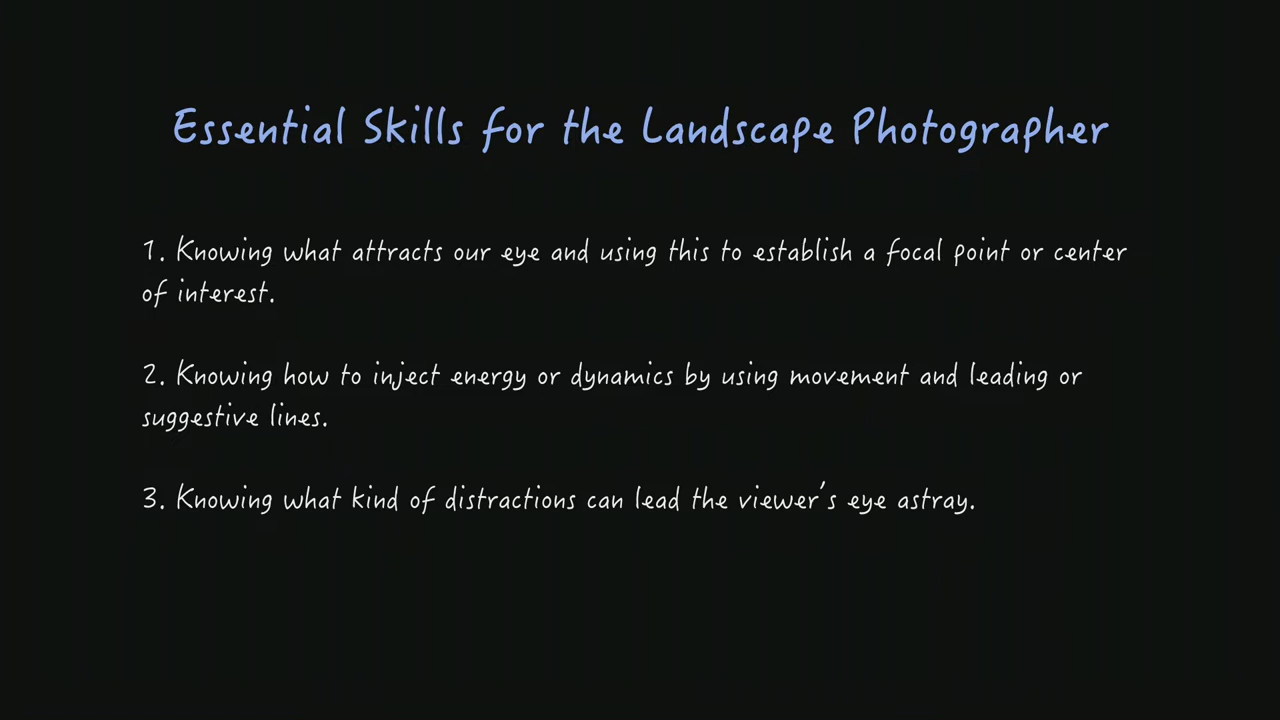 Essential Skills for the Landscape Photographer
1. Knowing what attracts our eye and using this to establish a focal point or center
of interest.
2. Knowing how to inject energy or dynamics by using movement and leading or
suggestive lines.
3. Knowing what kind of distractions can lead the viewer's eye astray.